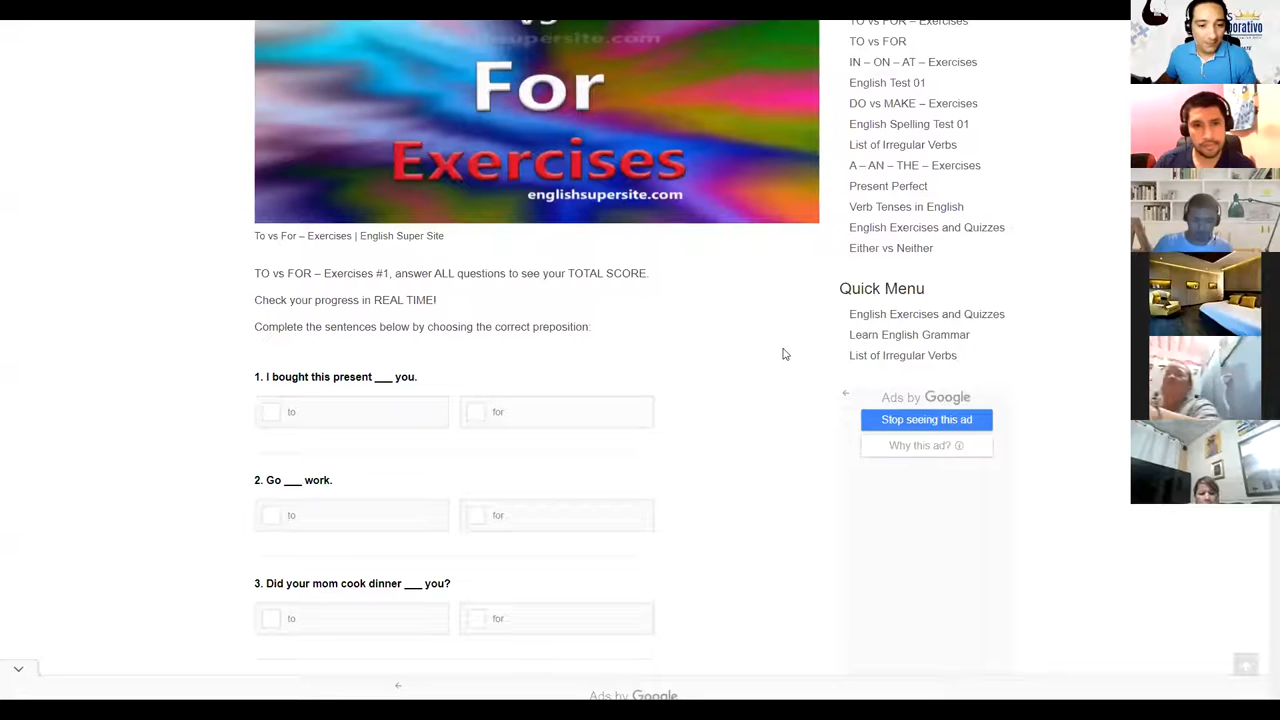 vs
For
Exercises
englishsupersite.com
To vs For – Exercises | English Super Site
TO vs FOR – Exercises #1, answer ALL questions to see your TOTAL SCORE.
Check your progress in REAL TIME!
Complete the sentences below by choosing the correct preposition:
1. I bought this present ___ you.
to
for
2. Go ___ work.
to
for
3. Did your mom cook dinner ___ you?
to
for
TO vs FOR – Exercises
TO vs FOR
IN – ON – AT – Exercises
English Test 01
DO vs MAKE – Exercises
English Spelling Test 01
List of Irregular Verbs
A – AN – THE – Exercises
Present Perfect
Verb Tenses in English
English Exercises and Quizzes
Either vs Neither
Quick Menu
English Exercises and Quizzes
Learn English Grammar
List of Irregular Verbs
Ads by Google
Stop seeing this ad
Why this ad?
Ads by Google